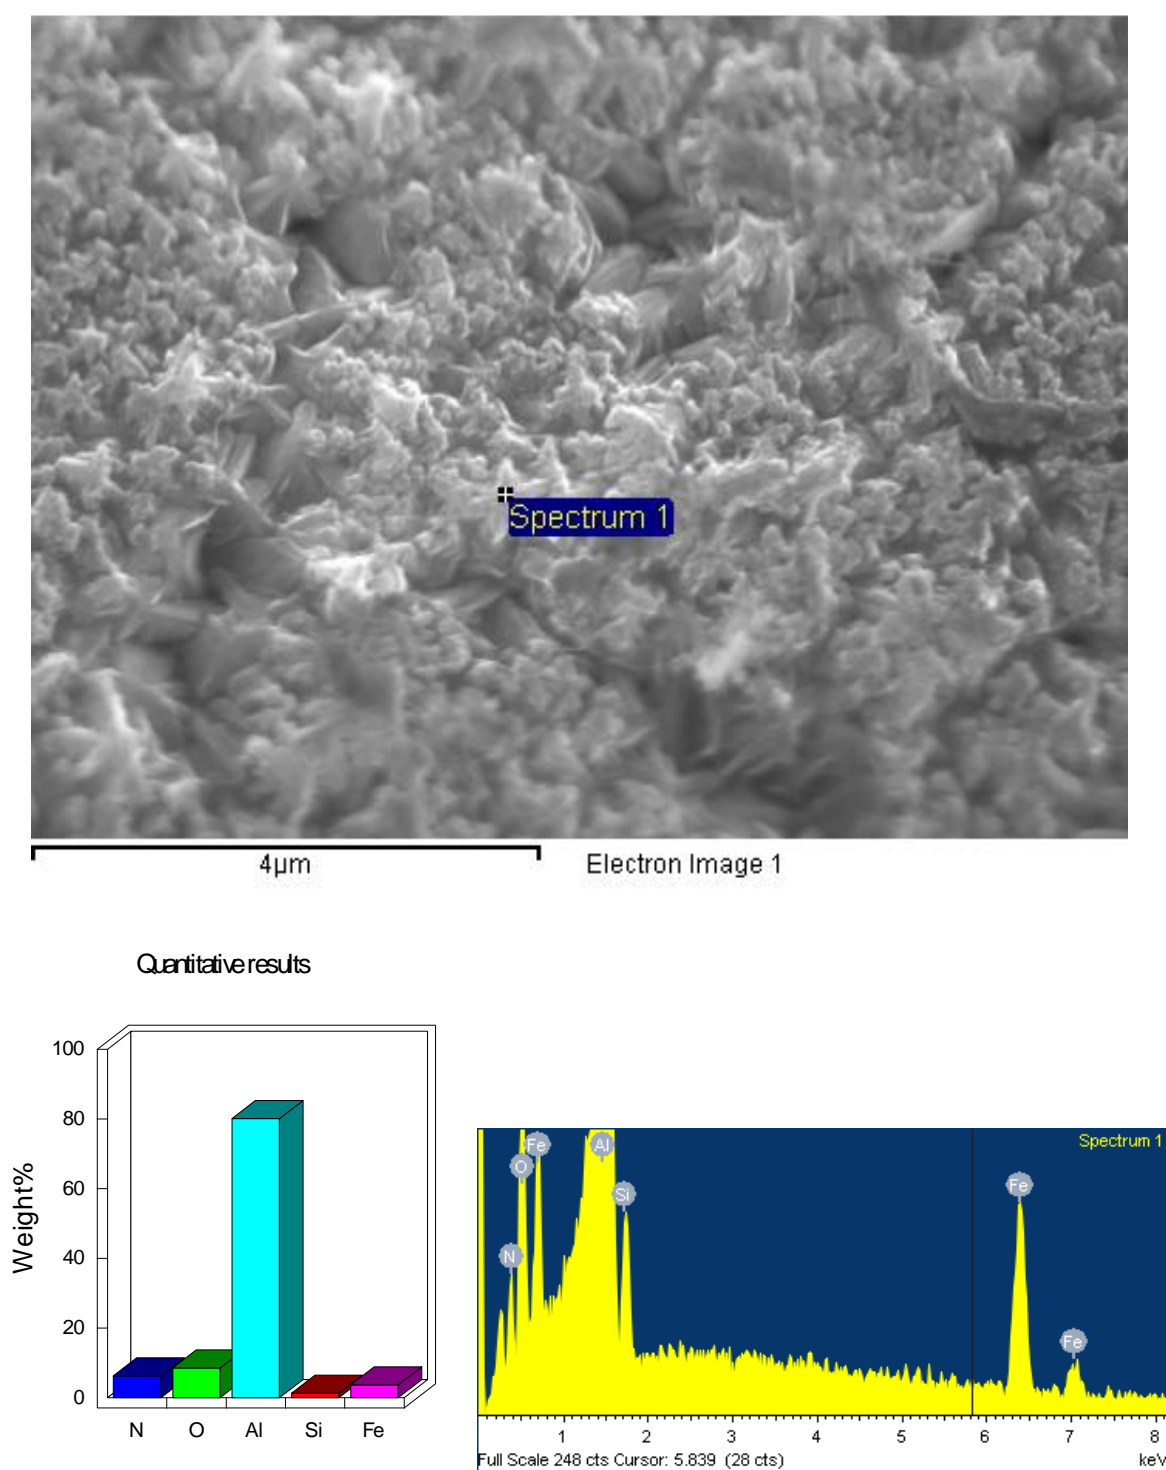 Spectrum 1
4µm
Electron Image 1
Quantitative results
Weight%
100
80
60
40
20
0
N O Al Si Fe
Spectrum 1
Fe
Al
O
Si
Fe
N
Fe
1 2 3 4 5 6 7 8
Full Scale 248 cts Cursor: 5.839 (28 cts)
keV